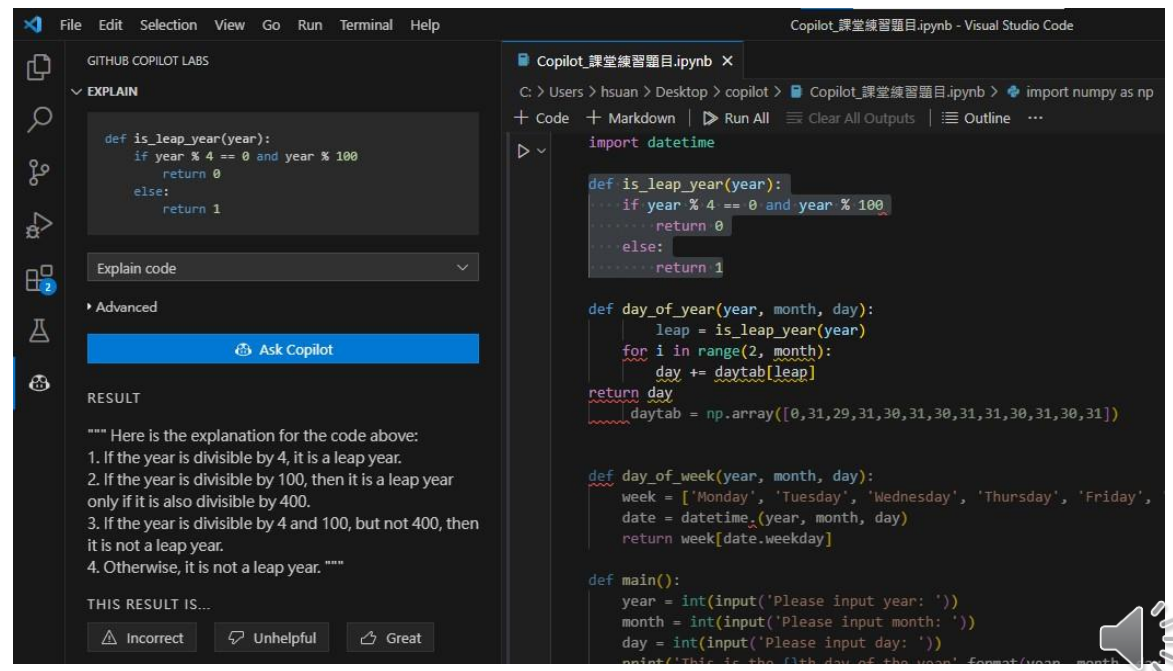 File Edit Selection View Go Run Terminal Help
Copilot_課堂練習題目.ipynb - Visual Studio Code
GITHUB COPILOT LABS
EXPLAIN
def is_leap_year(year):
if year % 4 == 0 and year % 100
return 0
else:
return 1
Explain code
Advanced
Ask Copilot
RESULT
""" Here is the explanation for the code above:
1. If the year is divisible by 4, it is a leap year.
2. If the year is divisible by 100, then it is a leap year
only if it is also divisible by 400.
3. If the year is divisible by 4 and 100, but not 400, then
it is not a leap year.
4. Otherwise, it is not a leap year. """
THIS RESULT IS...
Incorrect Unhelpful Great
2
Copilot_課堂練習題目.ipynb
C: > Users > hsuan > Desktop > copilot > Copilot_課堂練習題目.ipynb > import numpy as np
+ Code + Markdown Run All Clear All Outputs Outline ...
import datetime
def is_leap_year(year):
if year % 4 == 0 and year % 100
return 0
else:
return 1
def day_of_year(year, month, day):
leap = is_leap_year(year)
for i in range(2, month):
day += daytab[leap]
return day
daytab = np.array([0,31,29,31,30,31,30,31,31,30,31,30,31])
def day_of_week(year, month, day):
week = ['Monday', 'Tuesday', 'Wednesday', 'Thursday', 'Friday',
date = datetime.(year, month, day)
return week[date.weekday]
def main():
year = int(input('Please input year: '))
month = int(input('Please input month: '))
day = int(input('Please input day: '))
print('This is the {}th day of the year' format(year, month,